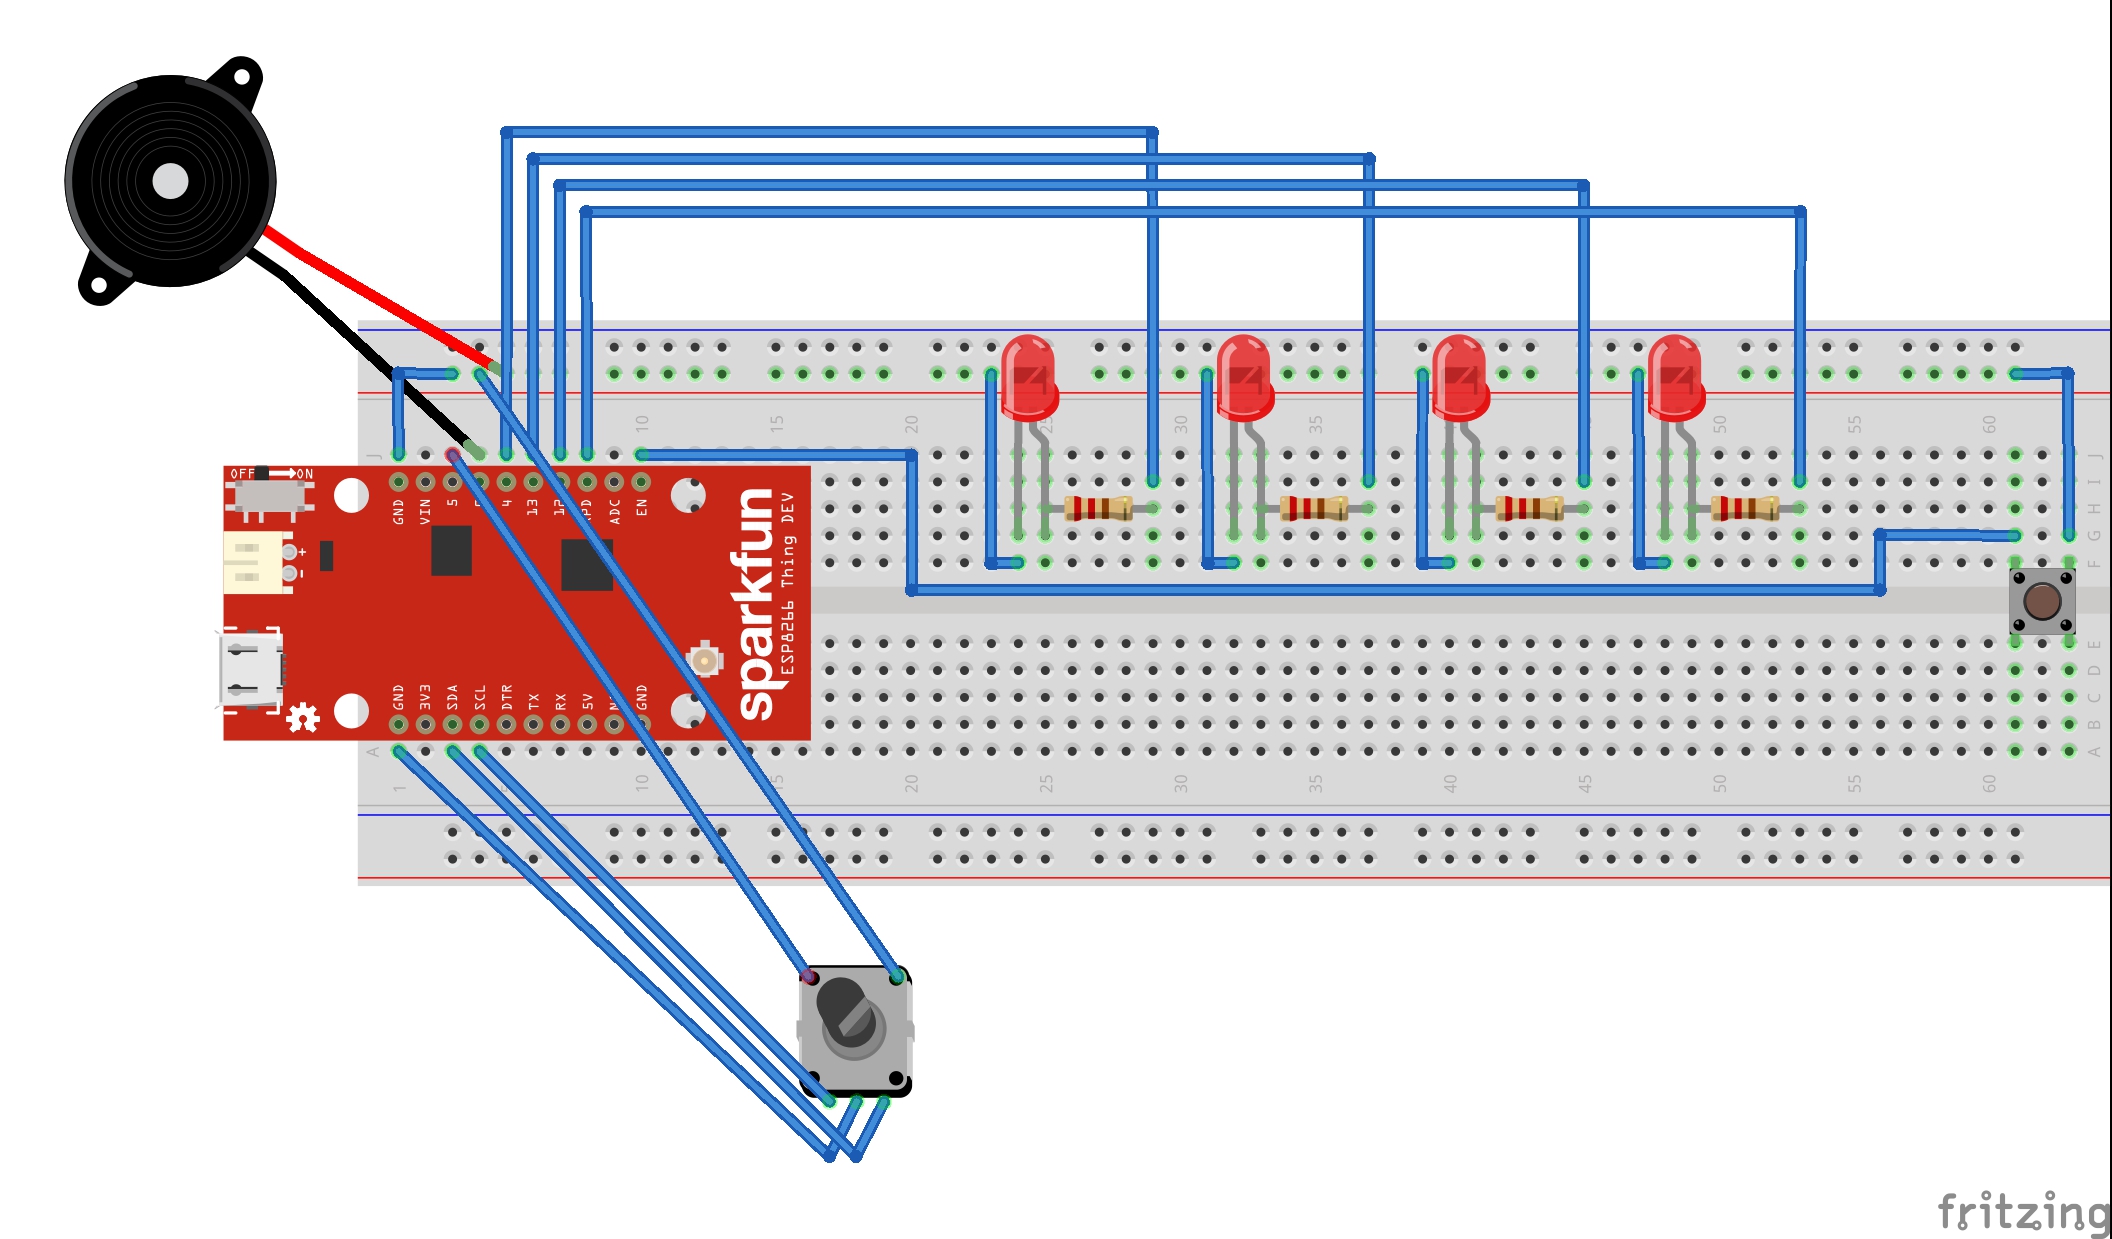 J
10
15
20
25
30
35
40
45
50
55
60
J
I
H
G
F
OFF ON
GND
VIN
5
4
13
12
XPD
ADC
EN
+
-
sparkfun
ESP8266 Thing DEV
GND
3V3
SDA
SCL
DTR
TX
RX
5V
GND
E
D
C
B
A
A
1
10
15
20
25
30
35
40
45
50
55
60
fritzing